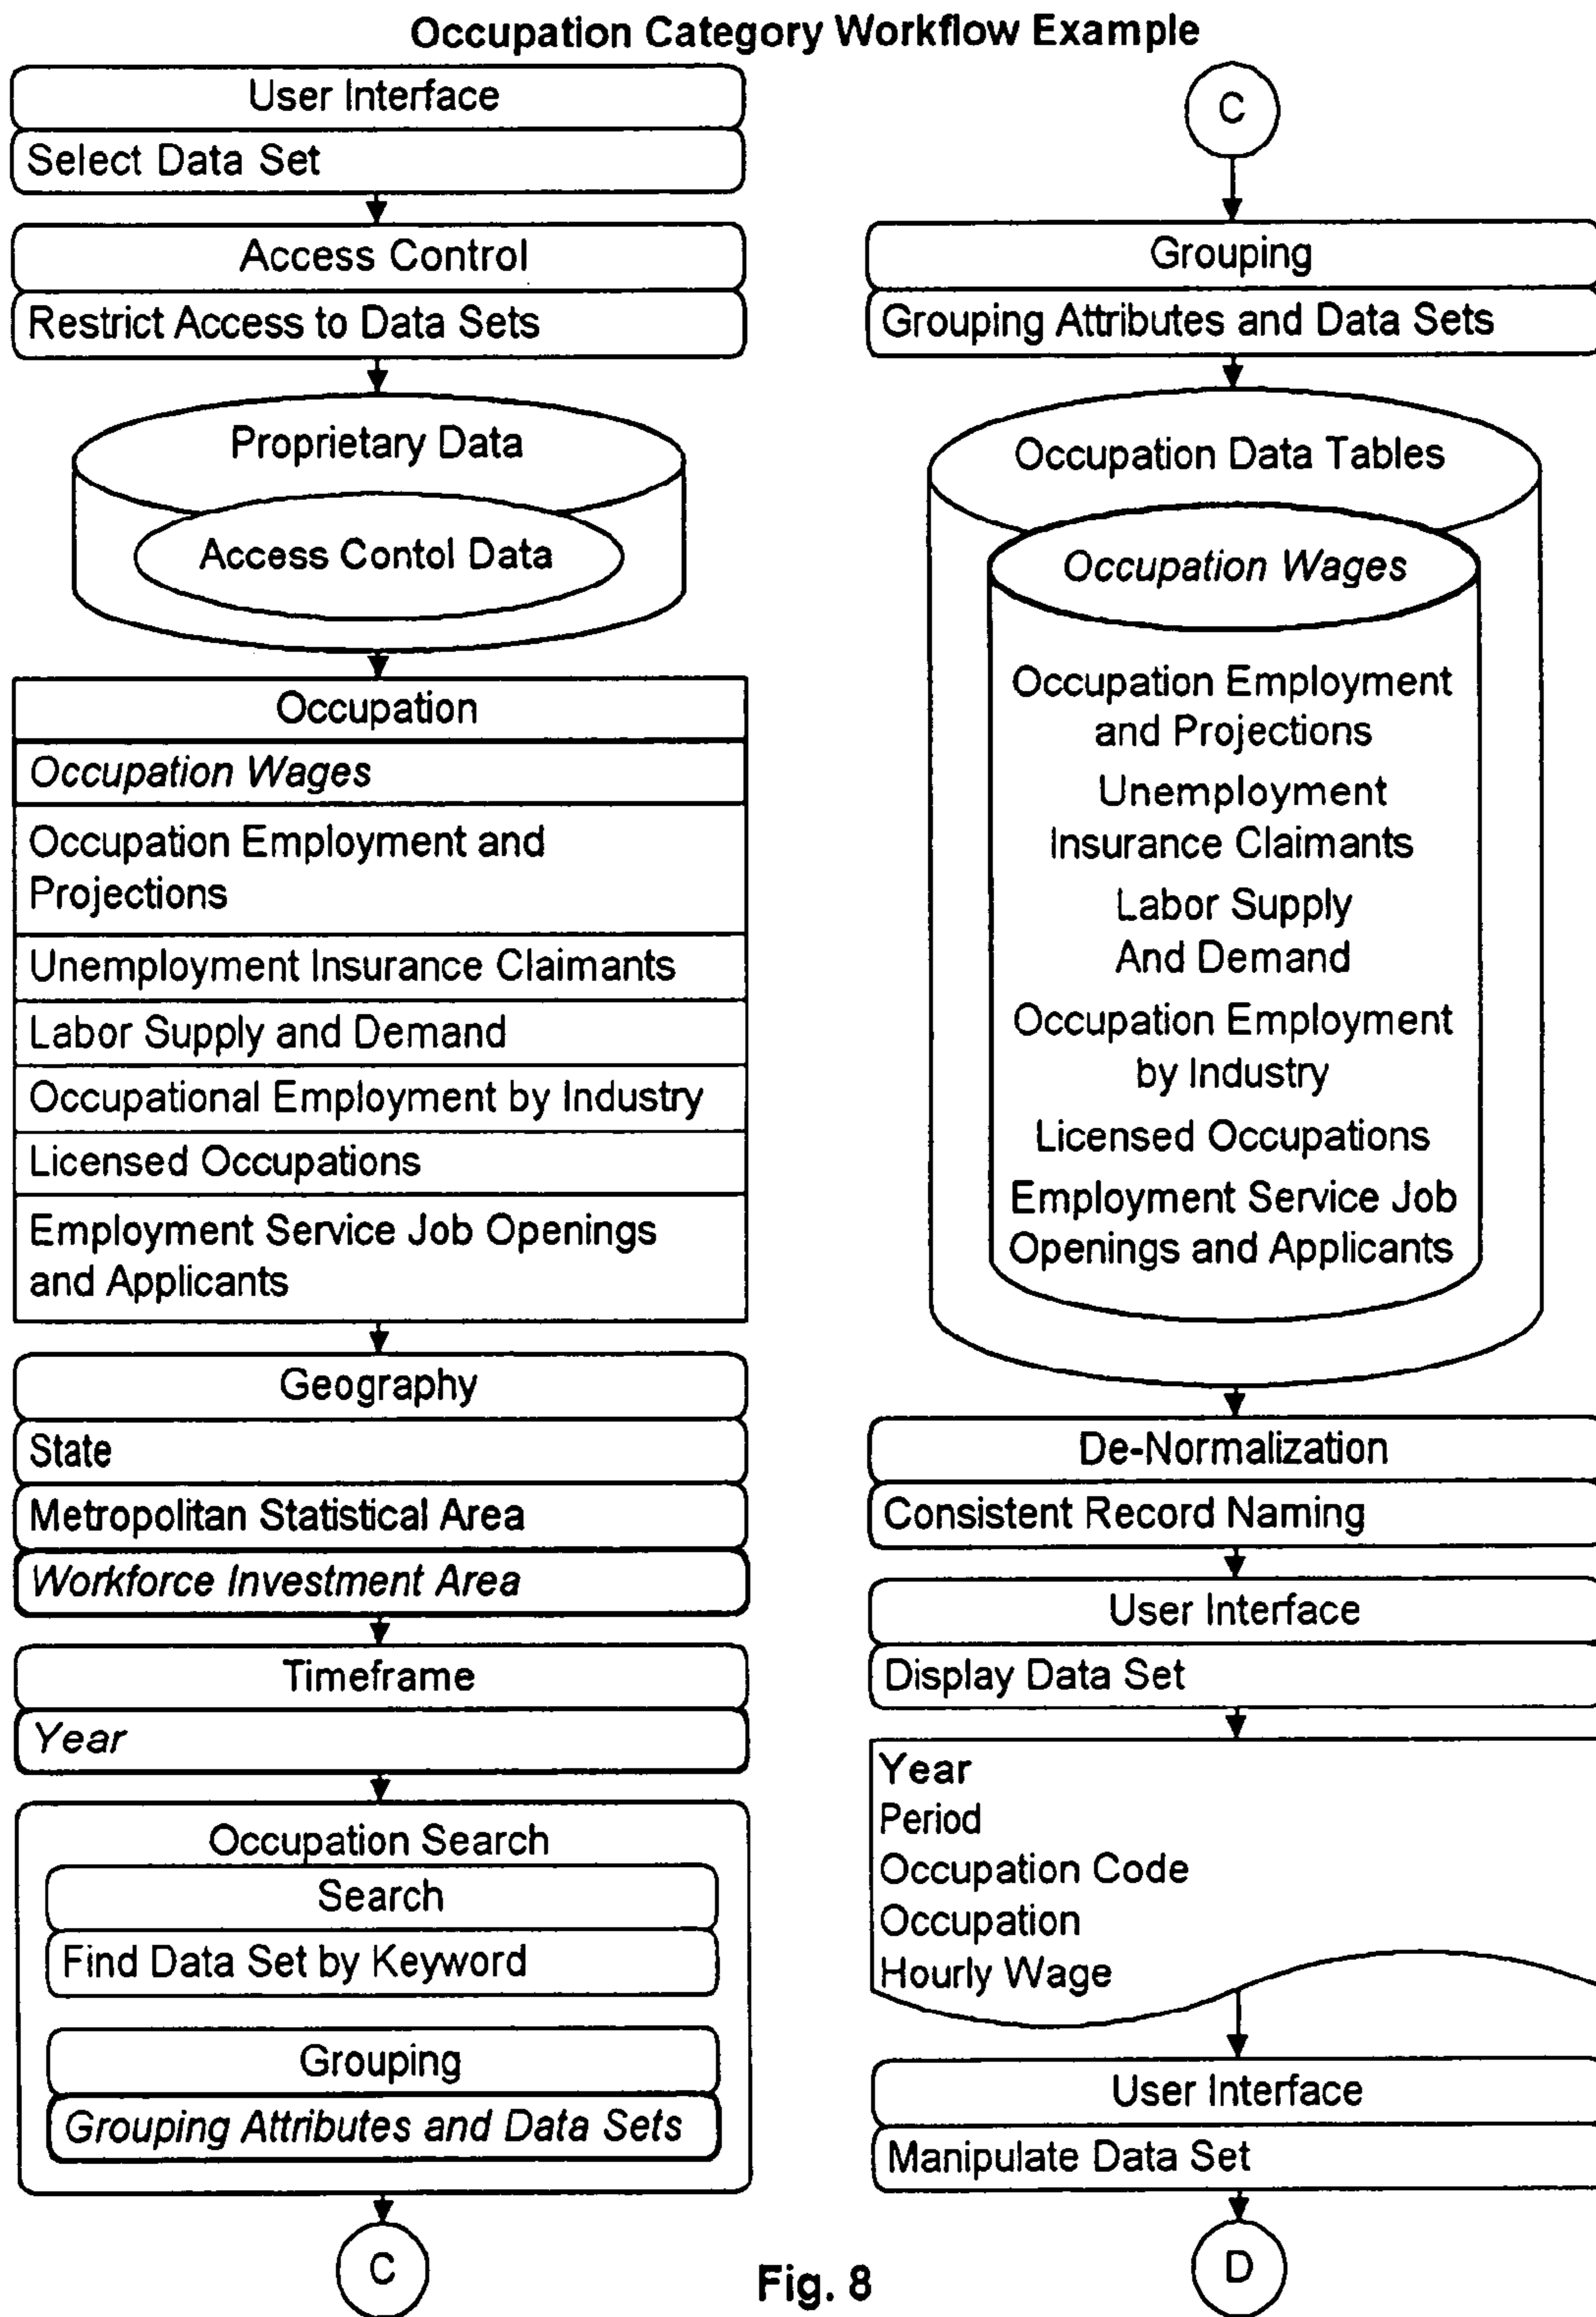 Occupation Category Workflow Example
User Interface
Select Data Set
Access Control
Restrict Access to Data Sets
Proprietary Data
Access Contol Data
Occupation
Occupation Wages
Occupation Employment and
Projections
Unemployment Insurance Claimants
Labor Supply and Demand
Occupational Employment by Industry
Licensed Occupations
Employment Service Job Openings
and Applicants
Geography
State
Metropolitan Statistical Area
Workforce Investment Area
Timeframe
Year
Occupation Search
Search
Find Data Set by Keyword
Grouping
Grouping Attributes and Data Sets
C
C
Grouping
Grouping Attributes and Data Sets
Occupation Data Tables
Occupation Wages
Occupation Employment
and Projections
Unemployment
Insurance Claimants
Labor Supply
And Demand
Occupation Employment
by Industry
Licensed Occupations
Employment Service Job
Openings and Applicants
De-Normalization
Consistent Record Naming
User Interface
Display Data Set
Year
Period
Occupation Code
Occupation
Hourly Wage
User Interface
Manipulate Data Set
D
Fig. 8